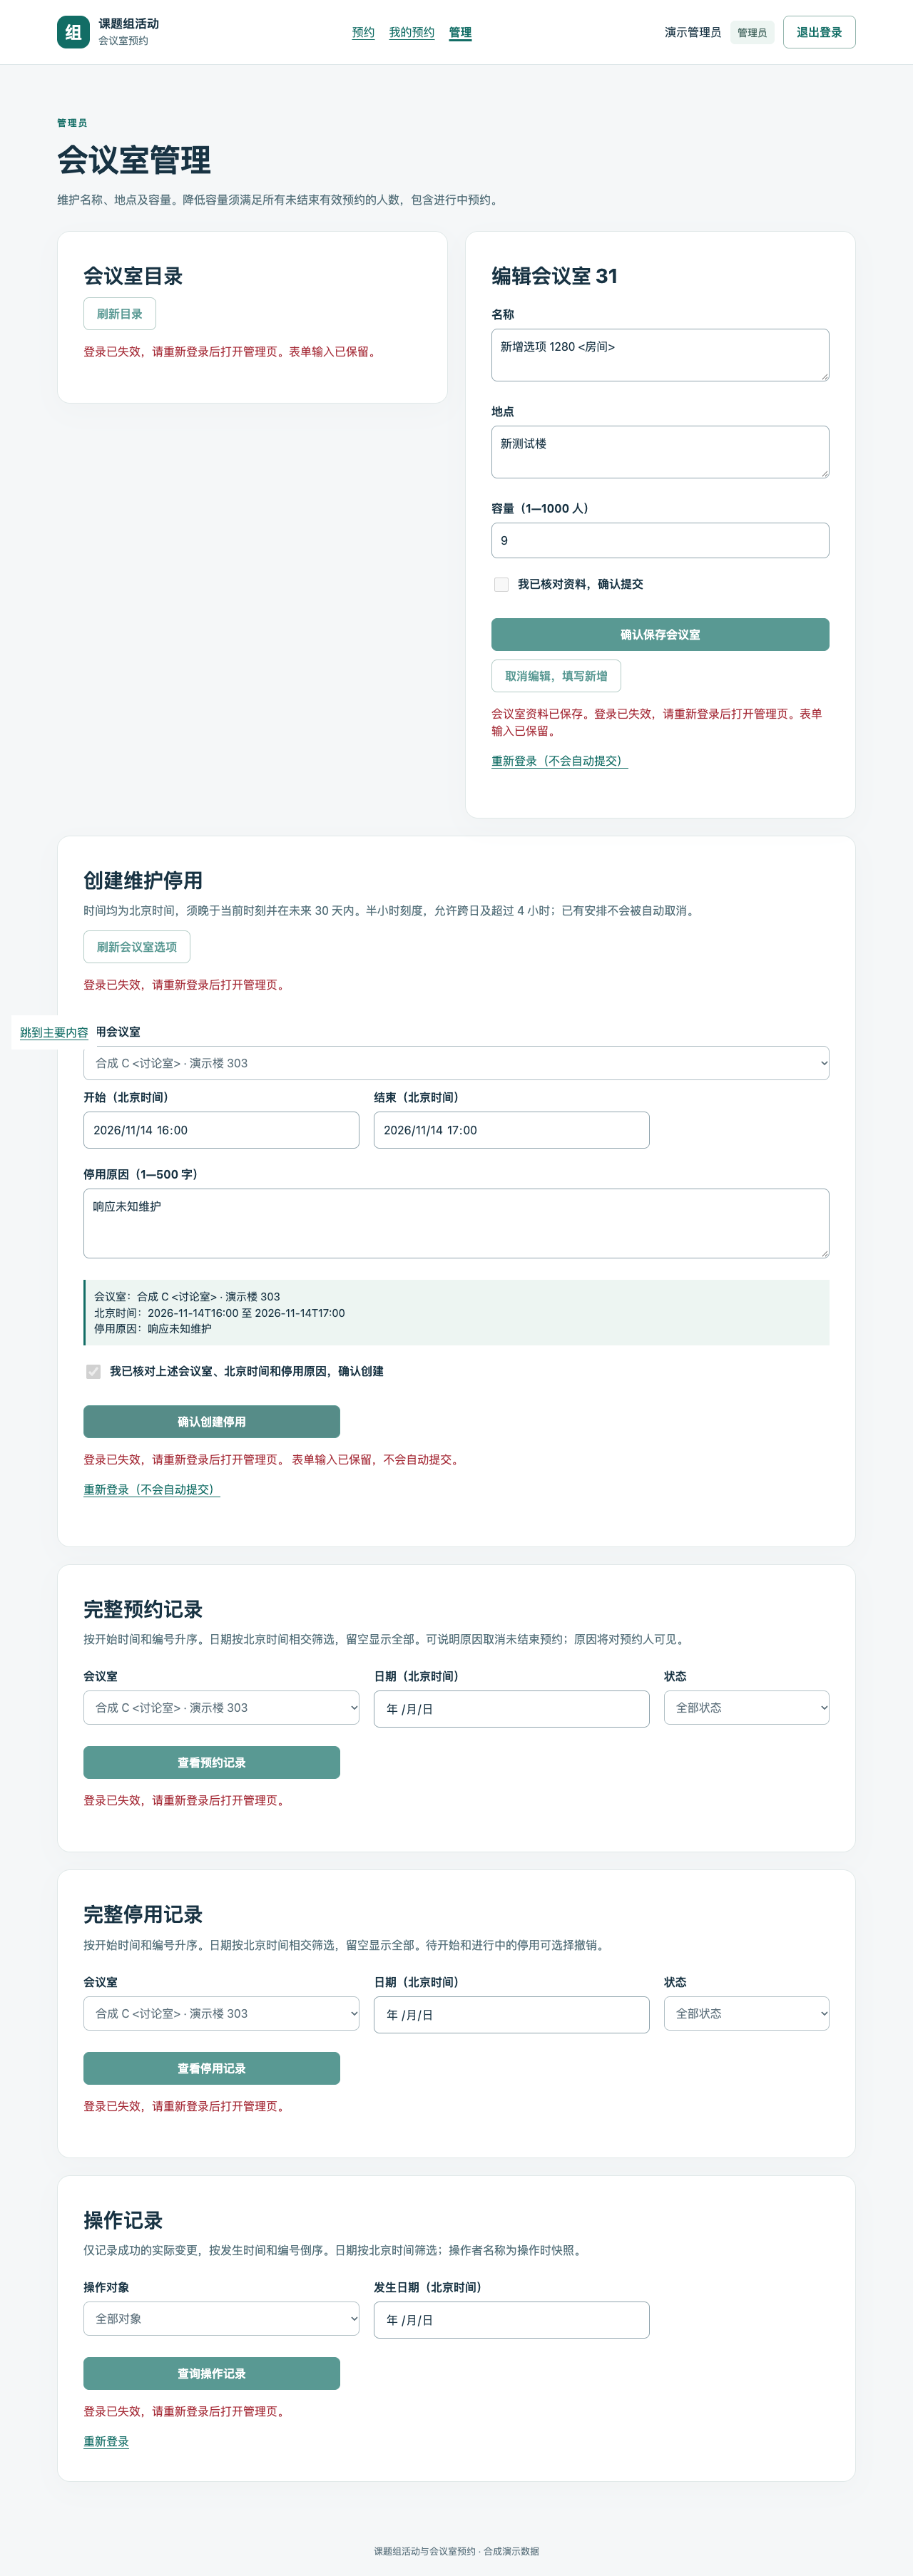 组
课题组活动
会议室预约
预约 我的预约 管理
演示管理员 管理员 退出登录
管理员
会议室管理
维护名称、地点及容量。降低容量须满足所有未结束有效预约的人数，包含进行中预约。
会议室目录
刷新目录
登录已失效，请重新登录后打开管理页。表单输入已保留。
编辑会议室 31
名称
新增选项 1280 <房间>
地点
新测试楼
容量（1—1000 人）
9
我已核对资料，确认提交
确认保存会议室
取消编辑，填写新增
会议室资料已保存。登录已失效，请重新登录后打开管理页。表单
输入已保留。
重新登录（不会自动提交）
创建维护停用
时间均为北京时间，须晚于当前时刻并在未来 30 天内。半小时刻度，允许跨日及超过 4 小时；已有安排不会被自动取消。
刷新会议室选项
登录已失效，请重新登录后打开管理页。
跳到主要内容
用会议室
合成 C <讨论室> · 演示楼 303
开始（北京时间） 结束（北京时间）
2026/11/14 16:00 2026/11/14 17:00
停用原因（1—500 字）
响应未知维护
会议室：合成 C <讨论室> · 演示楼 303
北京时间：2026-11-14T16:00 至 2026-11-14T17:00
停用原因：响应未知维护
我已核对上述会议室、北京时间和停用原因，确认创建
确认创建停用
登录已失效，请重新登录后打开管理页。 表单输入已保留，不会自动提交。
重新登录（不会自动提交）
完整预约记录
按开始时间和编号升序。日期按北京时间相交筛选，留空显示全部。可说明原因取消未结束预约；原因将对预约人可见。
会议室 日期（北京时间） 状态
合成 C <讨论室> · 演示楼 303 年 /月/日 全部状态
查看预约记录
登录已失效，请重新登录后打开管理页。
完整停用记录
按开始时间和编号升序。日期按北京时间相交筛选，留空显示全部。待开始和进行中的停用可选择撤销。
会议室 日期（北京时间） 状态
合成 C <讨论室> · 演示楼 303 年 /月/日 全部状态
查看停用记录
登录已失效，请重新登录后打开管理页。
操作记录
仅记录成功的实际变更，按发生时间和编号倒序。日期按北京时间筛选；操作者名称为操作时快照。
操作对象 发生日期（北京时间）
全部对象 年 /月/日
查询操作记录
登录已失效，请重新登录后打开管理页。
重新登录
课题组活动与会议室预约 · 合成演示数据